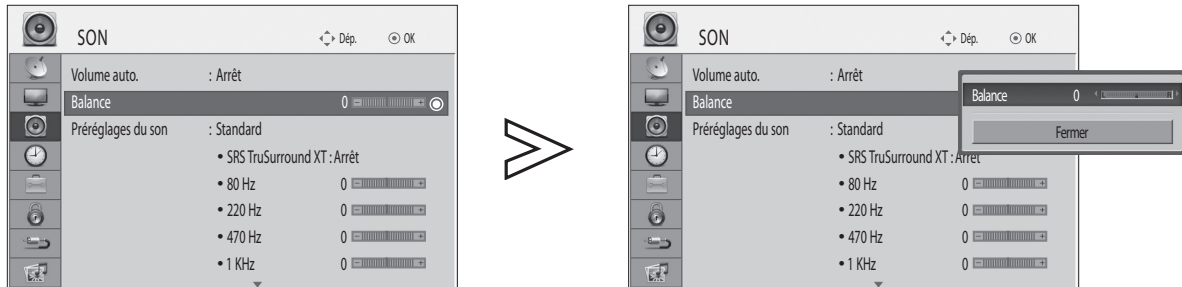 SON Dép. OK
Volume auto. : Arrêt
Balance 0
Préréglages du son : Standard
• SRS TruSurround XT : Arrêt
• 80 Hz 0
• 220 Hz 0
• 470 Hz 0
• 1 KHz 0
SON Dép. OK
Volume auto. : Arrêt
Balance
Préréglages du son : Standard
• SRS TruSurround XT : Arrêt
• 80 Hz 0
• 220 Hz 0
• 470 Hz 0
• 1 KHz 0
Balance 0 L R
Fermer